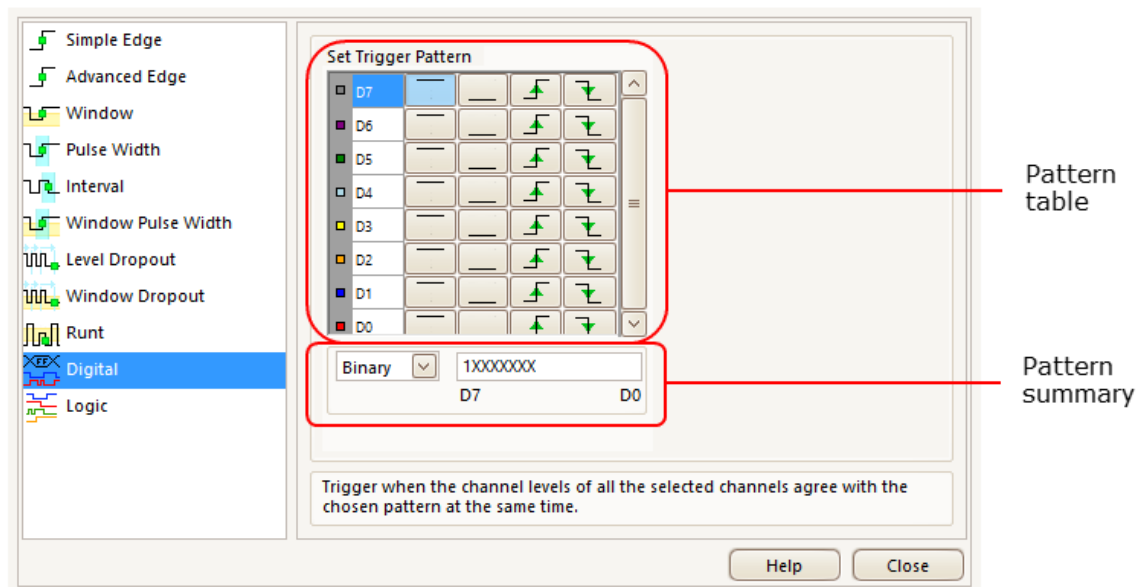 Simple Edge
Advanced Edge
Window
Pulse Width
Interval
Window Pulse Width
Level Dropout
Window Dropout
Runt
Digital
Logic
Set Trigger Pattern
D7
D6
D5
D4
D3
D2
D1
D0
Binary
1XXXXXXX
D7 D0
Trigger when the channel levels of all the selected channels agree with the
chosen pattern at the same time.
Help
Close
Pattern
table
Pattern
summary